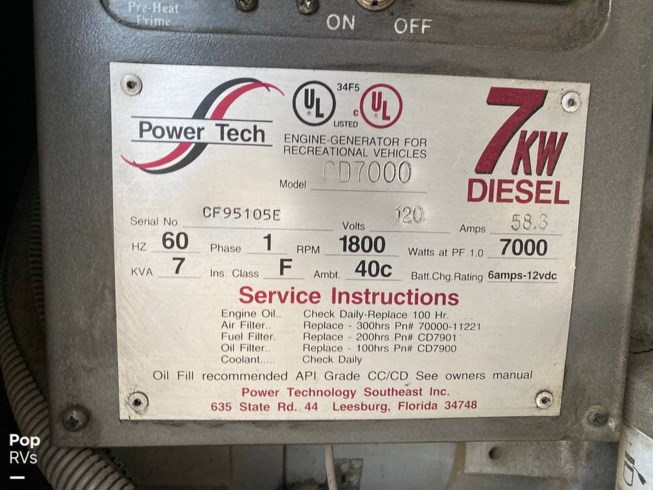 Pre-Heat
Prime
ON OFF
34F5
UL c UL
LISTED
Power Tech
ENGINE-GENERATOR FOR
RECREATIONAL VEHICLES
7KW
DIESEL
Model CD7000
Serial No CF95105E Volts 120 Amps 58.3
HZ 60 Phase 1 RPM 1800 Watts at PF 1.0 7000
KVA 7 Ins. Class F Ambt. 40c Batt.Chg.Rating 6amps-12vdc
Service Instructions
Engine Oil.. Check Daily-Replace 100 Hr.
Air Filter.. Replace - 300hrs Pn# 70000-11221
Fuel Filter. Replace - 200hrs Pn# CD7901
Oil Filter.. Replace - 100hrs Pn# CD7900
Coolant..... Check Daily
Oil Fill recommended API Grade CC/CD See owners manual
Power Technology Southeast Inc.
635 State Rd. 44 Leesburg, Florida 34748
Pop
RVs